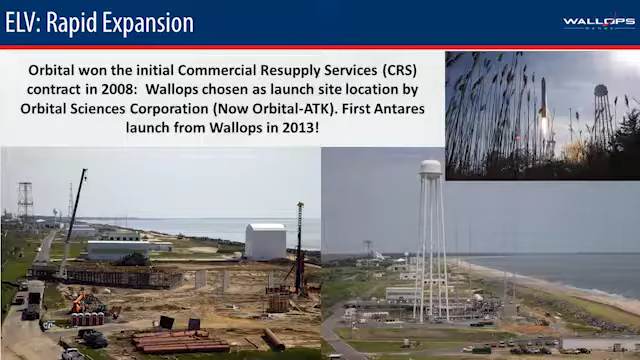 ELV: Rapid Expansion
WALLOPS
RANGE
Orbital won the initial Commercial Resupply Services (CRS)
contract in 2008:  Wallops chosen as launch site location by
Orbital Sciences Corporation (Now Orbital-ATK). First Antares
launch from Wallops in 2013!